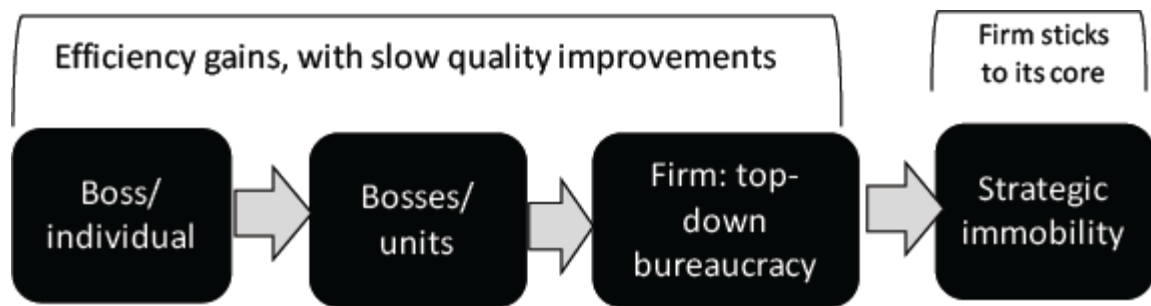 Efficiency gains, with slow quality improvements
Firm sticks
to its core
Boss/
individual
Bosses/
units
Firm: top-
down
bureaucracy
Strategic
immobility